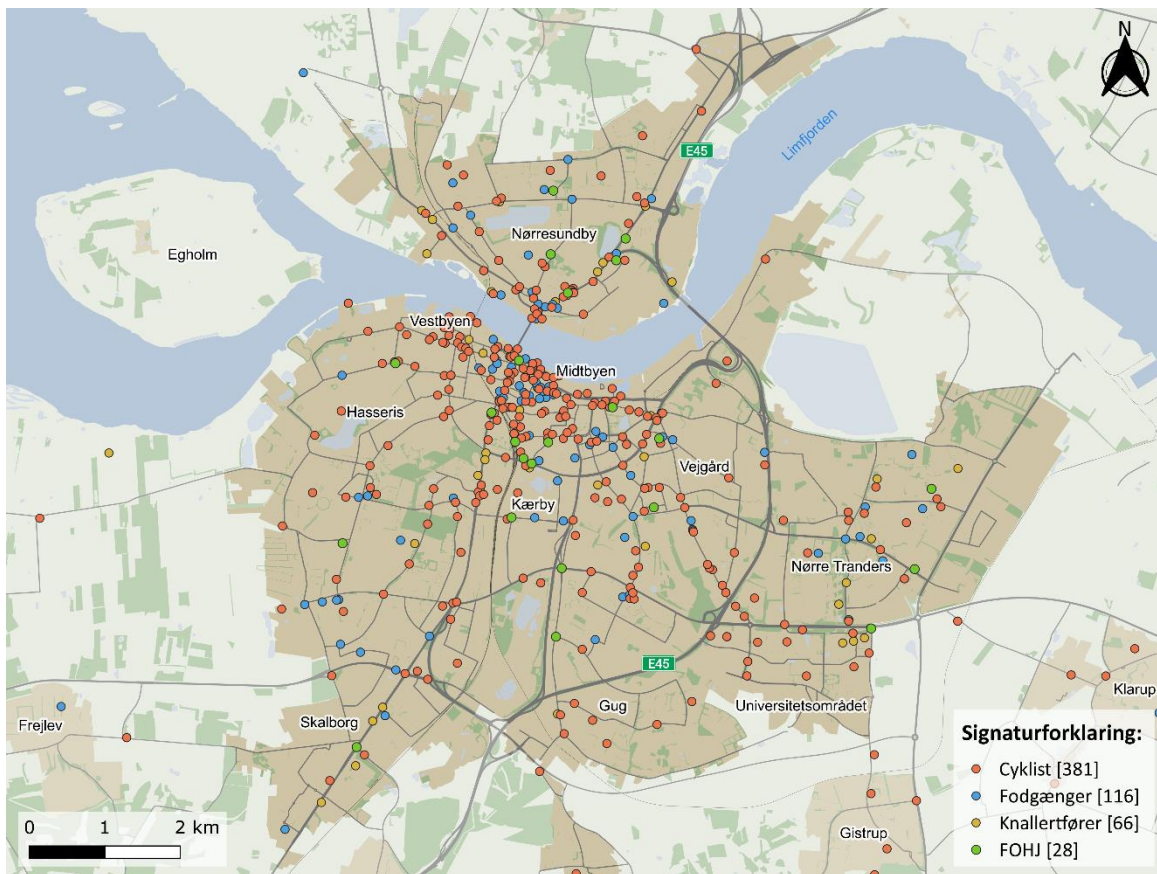 N
Limfjorden
E45
Nørresundby
Egholm
Vestbyen
Midtbyen
Hasseris
Vejgård
Kærby
Nørre Tranders
E45
Klarup
Frejlev
Skalborg
Gug
Universitetsområdet
Signaturforklaring:
Cyklist [381]
Fodgænger [116]
Knallertfører [66]
FOHJ [28]
0 1 2 km
Gistrup